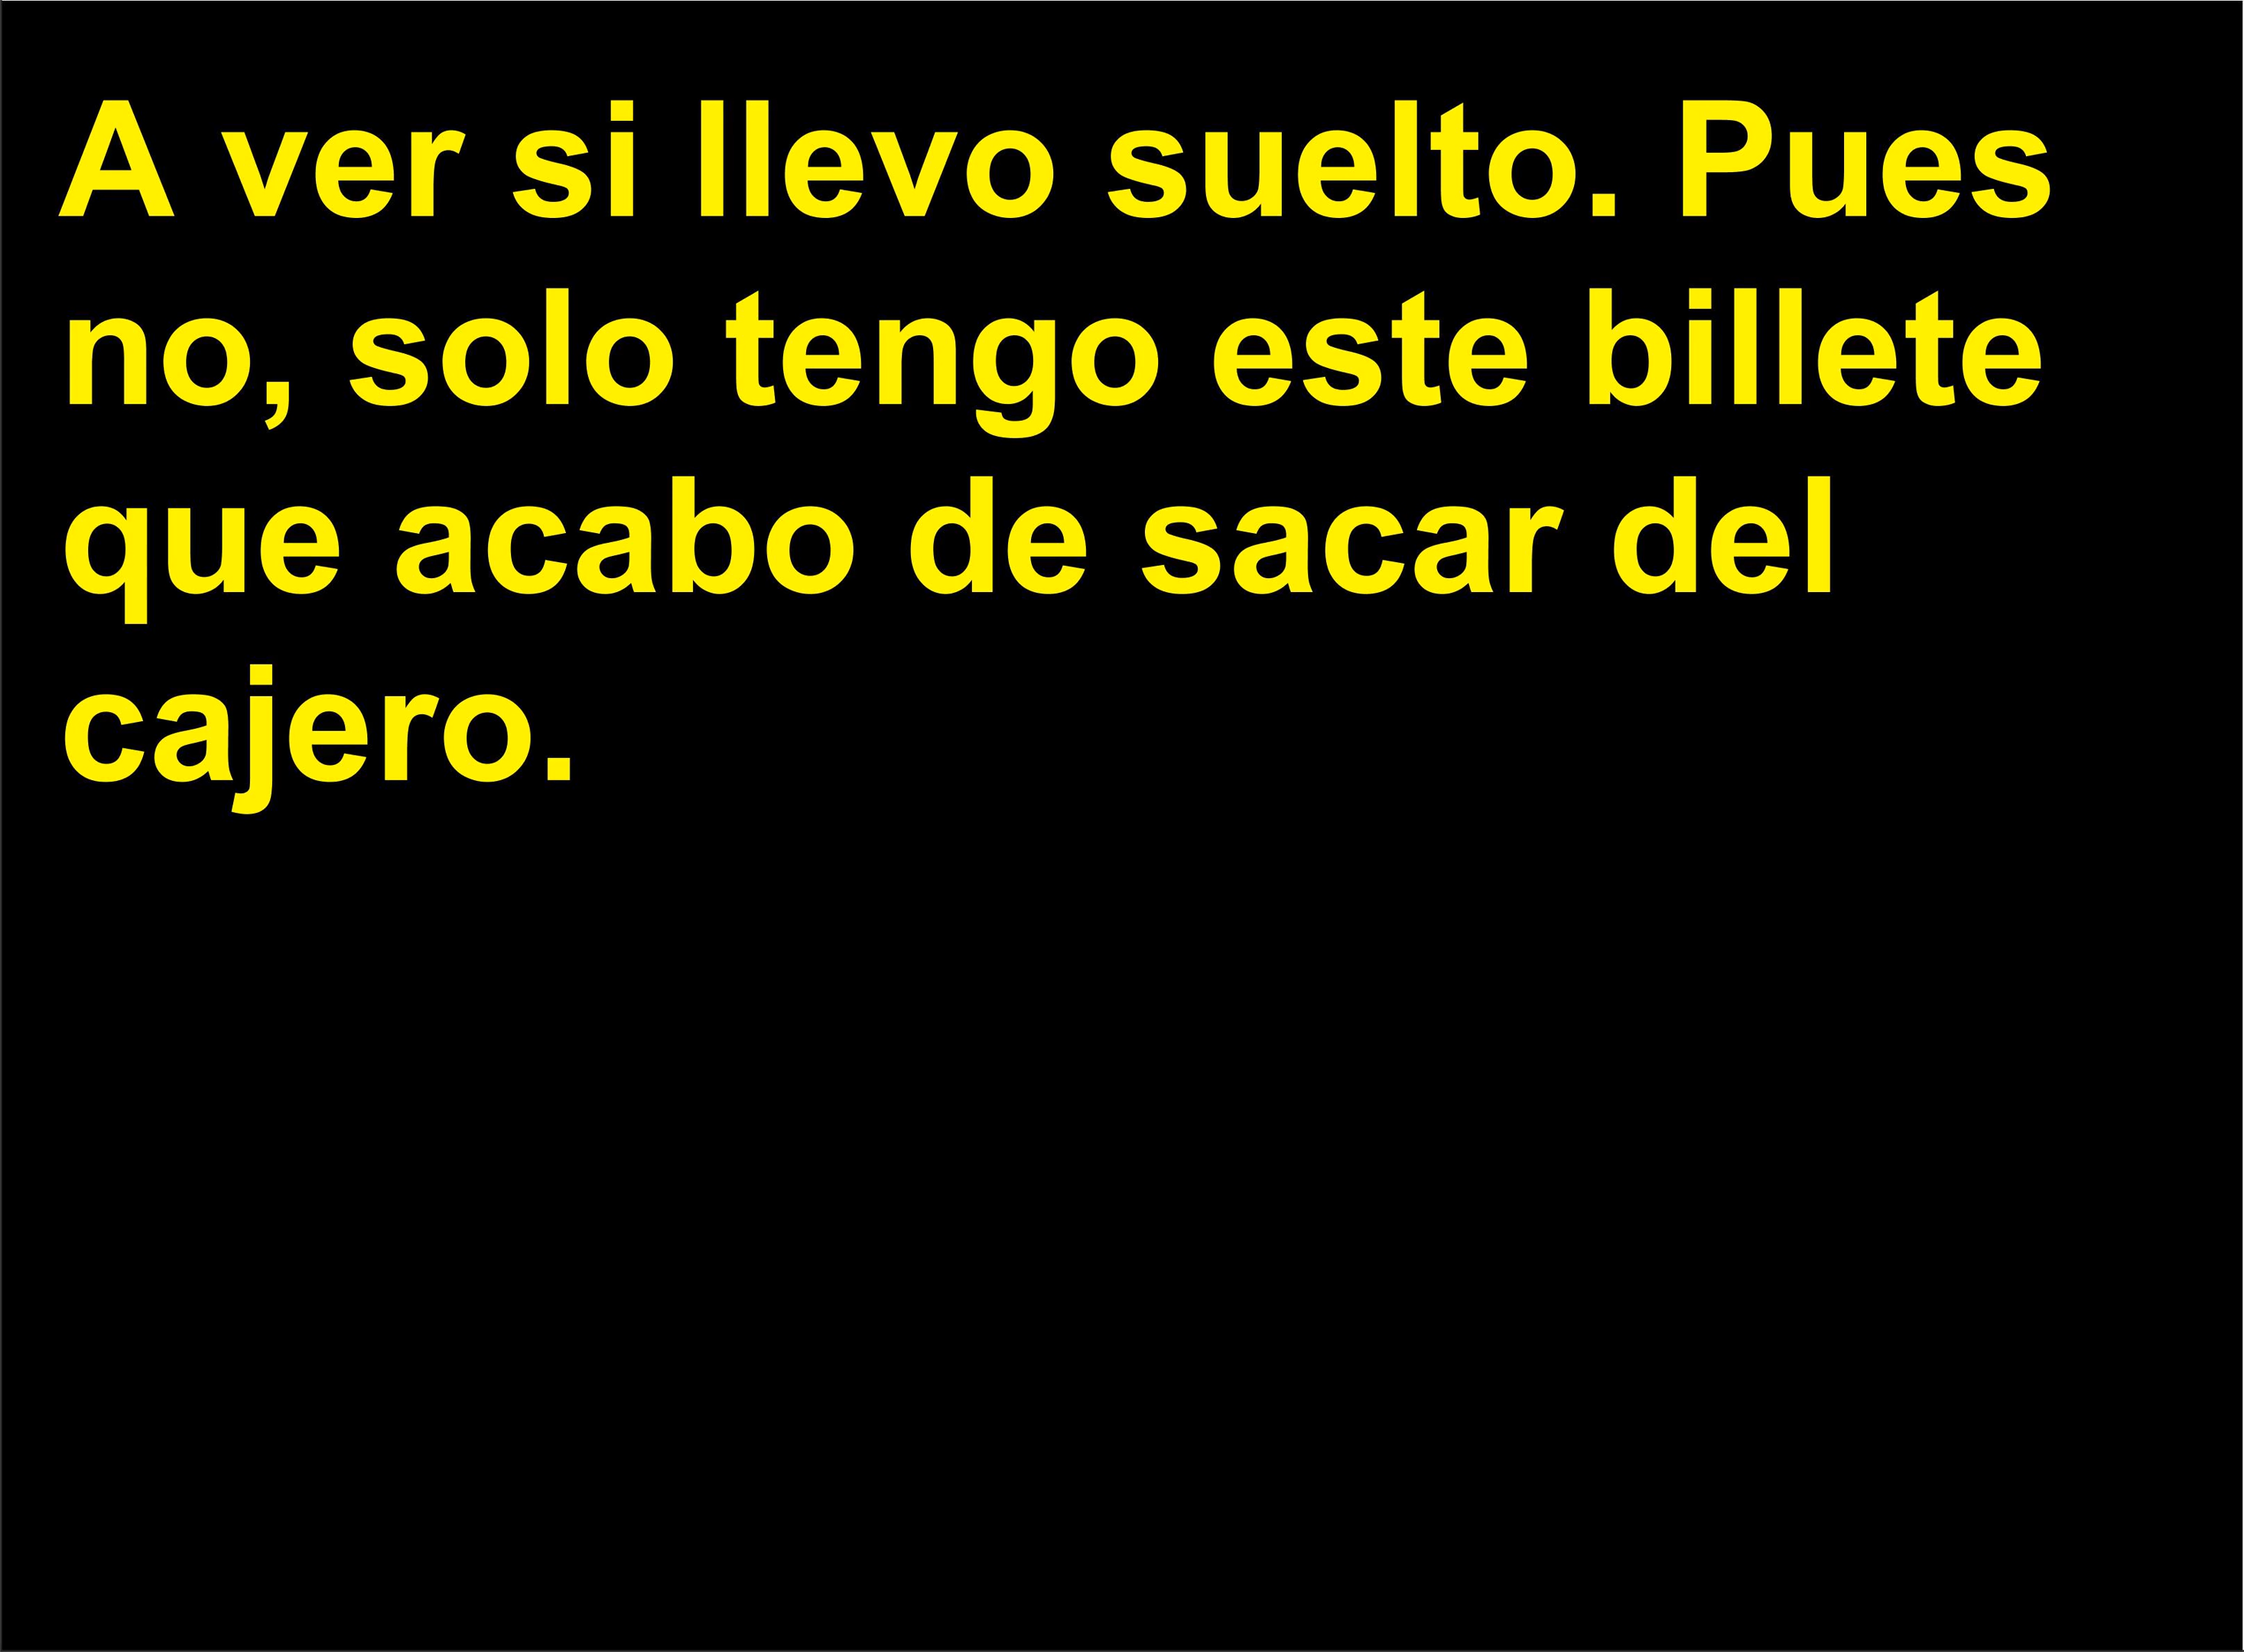 A ver si llevo suelto. Pues
no, solo tengo este billete
que acabo de sacar del
cajero.